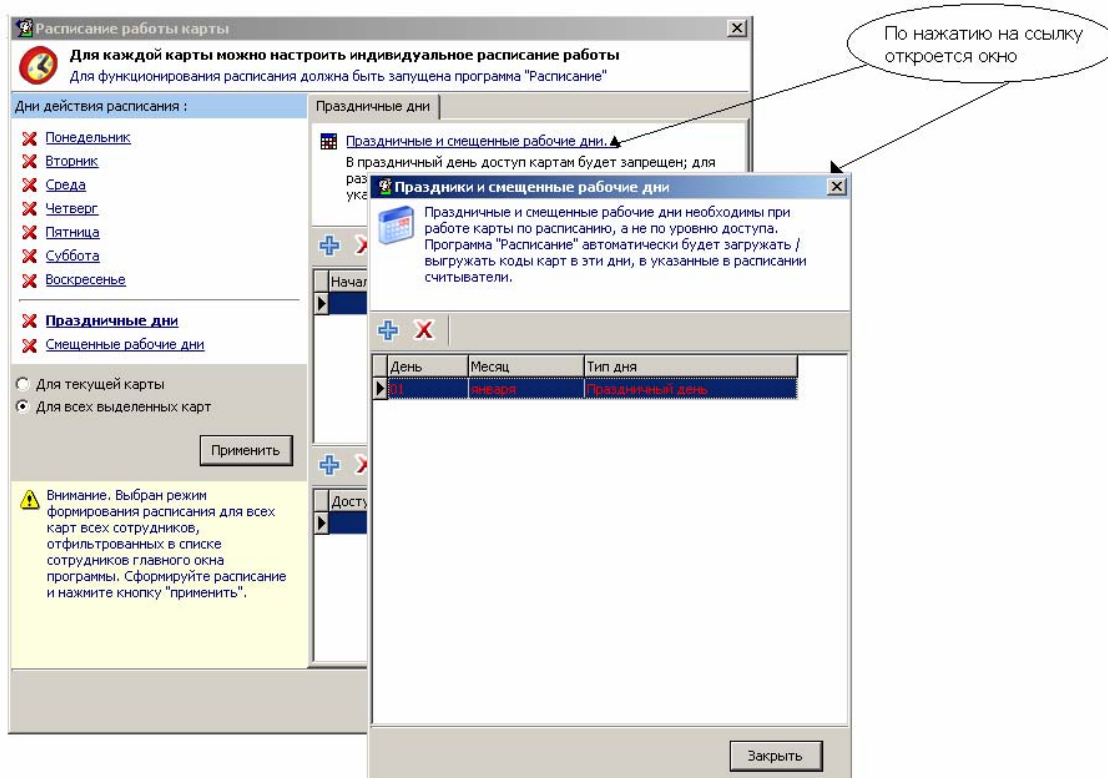 Расписание работы карты
Для каждой карты можно настроить индивидуальное расписание работы
Для функционирования расписания должна быть запущена программа "Расписание"
По нажатию на ссылку
откроется окно
Дни действия расписания :
Понедельник
Вторник
Среда
Четверг
Пятница
Суббота
Воскресенье
Праздничные дни
Смещенные рабочие дни
Для текущей карты
Для всех выделенных карт
Применить
Внимание. Выбран режим
формирования расписания для всех
карт всех сотрудников,
отфильтрованных в списке
сотрудников главного окна
программы. Сформируйте расписание
и нажмите кнопку "применить".
Праздничные дни
Праздничные и смещенные рабочие дни.
В праздничный день доступ картам будет запрещен; для
раз
ука
Начал
Досту
Праздники и смещенные рабочие дни
Праздничные и смещенные рабочие дни необходимы при
работе карты по расписанию, а не по уровню доступа.
Программа "Расписание" автоматически будет загружать /
выгружать коды карт в эти дни, в указанные в расписании
считыватели.
День Месяц Тип дня
01 января Праздничный день
Закрыть